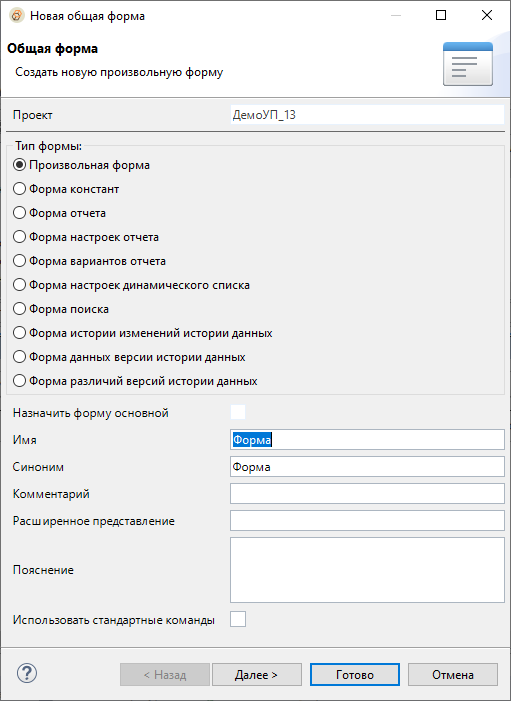 Новая общая форма
Общая форма
Создать новую произвольную форму
Проект ДемоУП_13
Тип формы:
Произвольная форма
Форма констант
Форма отчета
Форма настроек отчета
Форма вариантов отчета
Форма настроек динамического списка
Форма поиска
Форма истории изменений истории данных
Форма данных версии истории данных
Форма различий версий истории данных
Назначить форму основной
Имя Форма
Синоним Форма
Комментарий
Расширенное представление
Пояснение
Использовать стандартные команды
? < Назад Далее > Готово Отмена